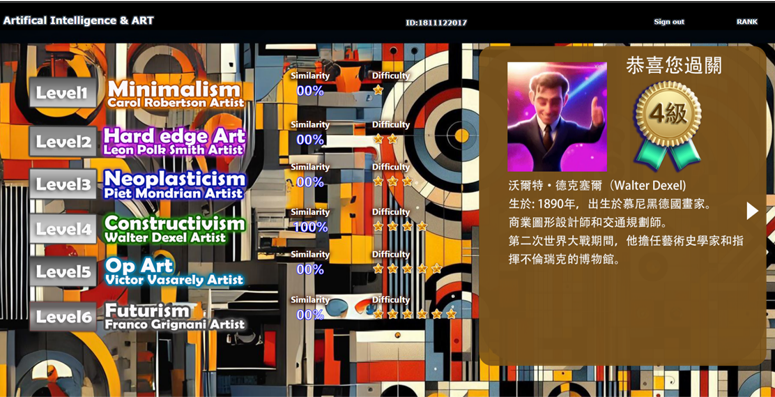 Artifical Intelligence & ART
ID:1811122017
Sign out
RANK
Similarity
Difficulty
Level1
Minimalism
Carol Robertson Artist
00%
Similarity
Difficulty
Level2
Hard edge Art
Leon Polk Smith Artist
00%
Similarity
Difficulty
Level3
Neoplasticism
Piet Mondrian Artist
00%
Similarity
Difficulty
Level4
Constructivism
Walter Dexel Artist
100%
Similarity
Difficulty
Level5
Op Art
Victor Vasarely Artist
00%
Similarity
Difficulty
Level6
Futurism
Franco Grignani Artist
00%
恭喜您過關
4級
沃爾特·德克塞爾（Walter Dexel）
生於: 1890年，出生於慕尼黑德國畫家。
商業圖形設計師和交通規劃師。
第二次世界大戰期間，他擔任藝術史學家和指
揮不倫瑞克的博物館。